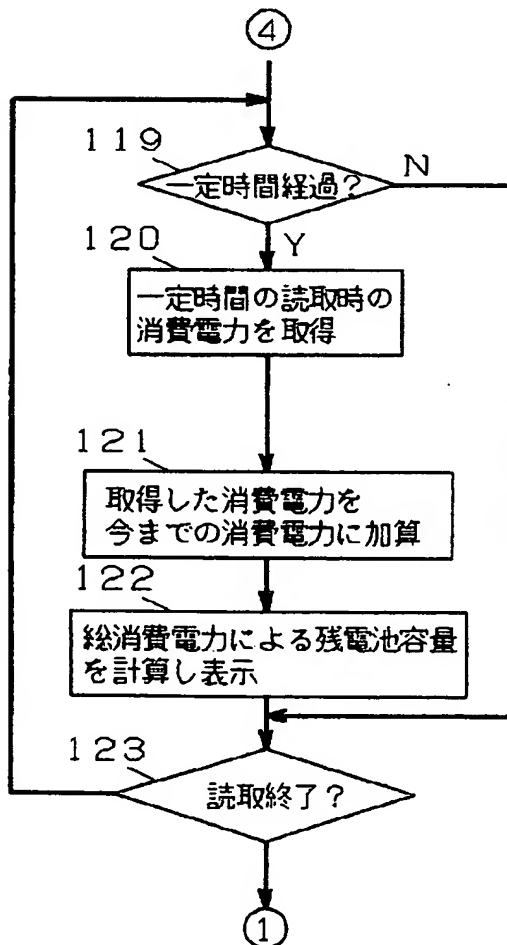 ④
119
一定時間経過?
N
Y
120
一定時間の読取時の
消費電力を取得
121
取得した消費電力を
今までの消費電力に加算
122
総消費電力による残電池容量
を計算し表示
123
読取終了?
①